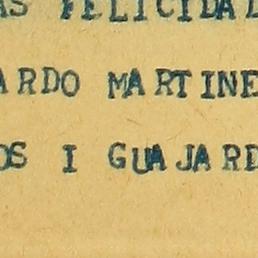 AS FELICIDAD
ARDO MARTINE
OS I GUAJARD